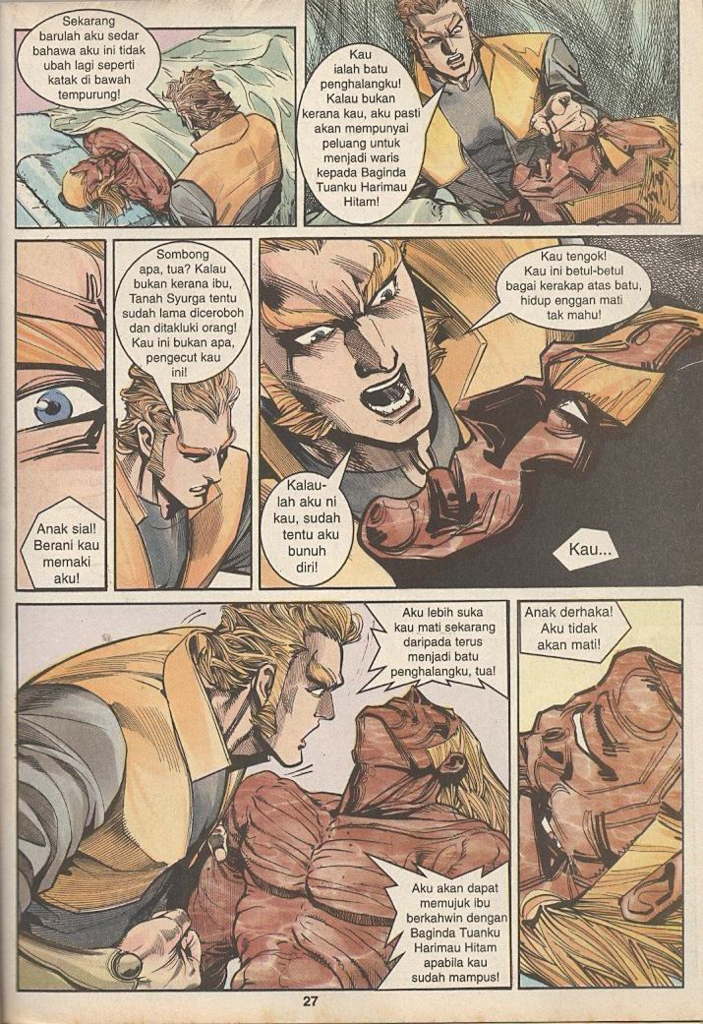 Sekarang
barulah aku sedar
bahawa aku ini tidak
ubah lagi seperti
katak di bawah
tempurung!
Kau
ialah batu
penghalangku!
Kalau bukan
kerana kau, aku pasti
akan mempunyai
peluang untuk
menjadi waris
kepada Baginda
Tuanku Harimau
Hitam!
Anak sial!
Berani kau
memaki
aku!
Sombong
apa, tua? Kalau
bukan kerana ibu,
Tanah Syurga tentu
sudah lama diceroboh
dan ditakluki orang!
Kau ini bukan apa,
pengecut kau
ini!
Kau tengok!
Kau ini betul-betul
bagai kerakap atas batu,
hidup enggan mati
tak mahu!
Kalau-
lah aku ni
kau, sudah
tentu aku
bunuh
diri!
Kau...
Aku lebih suka
kau mati sekarang
daripada terus
menjadi batu
penghalangku, tua!
Aku akan dapat
memujuk ibu
berkahwin dengan
Baginda Tuanku
Harimau Hitam
apabila kau
sudah mampus!
Anak derhaka!
Aku tidak
akan mati!
27